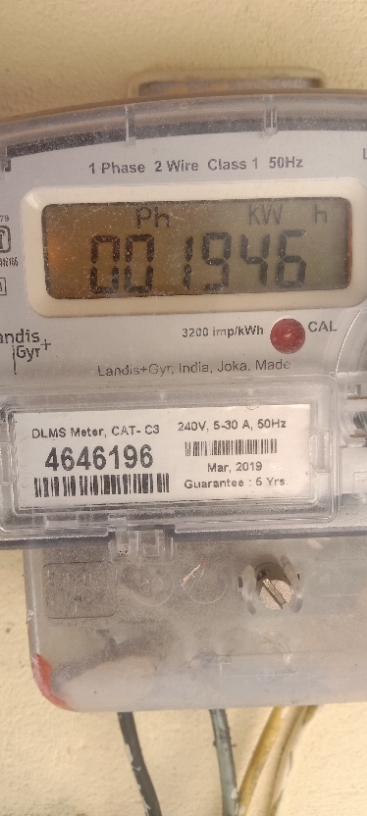 1 Phase 2 Wire Class 1 50Hz
Ph KW h
001946
3200 imp/kWh CAL
andis
Gyr+
Landis+Gyr, India, Joka. Made
DLMS Meter, CAT- C3 240V, 5-30 A, 50Hz
4646196
Mar, 2019
Guarantee : 5 Yrs.